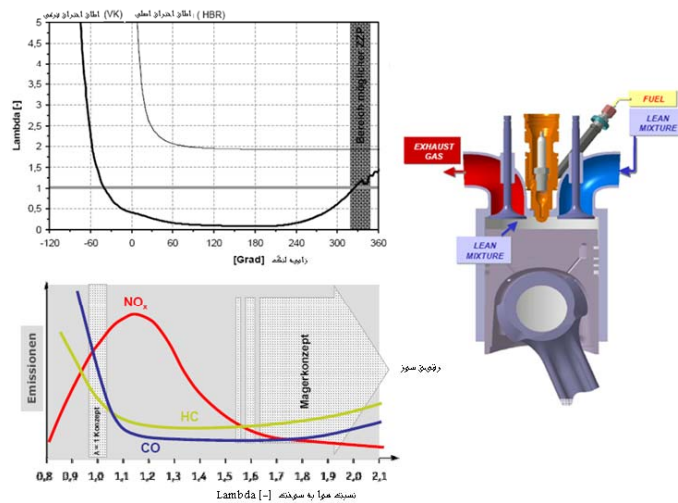 اطاق احتراق فرعی (VK)
اطاق احتراق اصلی (HBR)
5
4,5
4
3,5
3
2,5
2
1,5
1
0,5
0
Lambda [-]
Bereich möglicher ZZP
-120 -60 0 60 120 180 240 300 360
[Grad] زاویه لنگ
FUEL
LEAN
MIXTURE
EXHAUST
GAS
LEAN
MIXTURE
NOx
HC
CO
Emissionen
λ = 1 Konzept
Magerkonzept
رقیق سوز
0,8 0,9 1,0 1,1 1,2 1,3 1,4 1,5 1,6 1,7 1,8 1,9 2,0 2,1
Lambda [-] نسبت هوا به سوخت